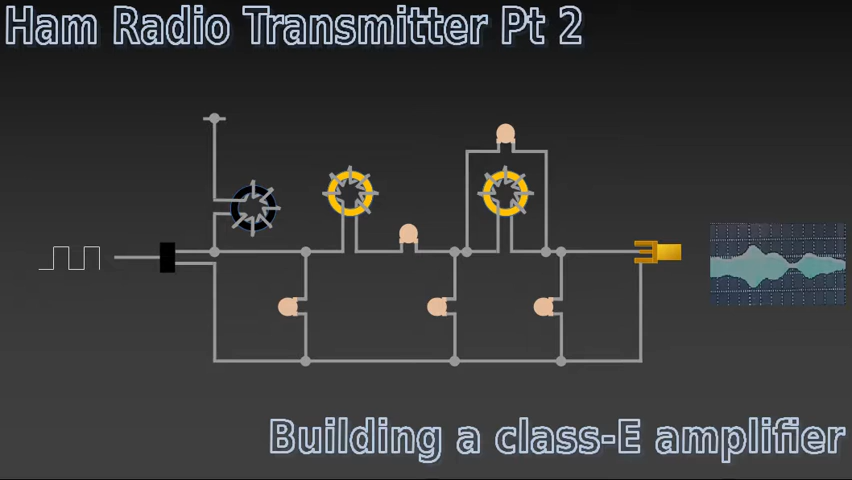 Ham Radio Transmitter Pt 2
Building a class-E amplifier